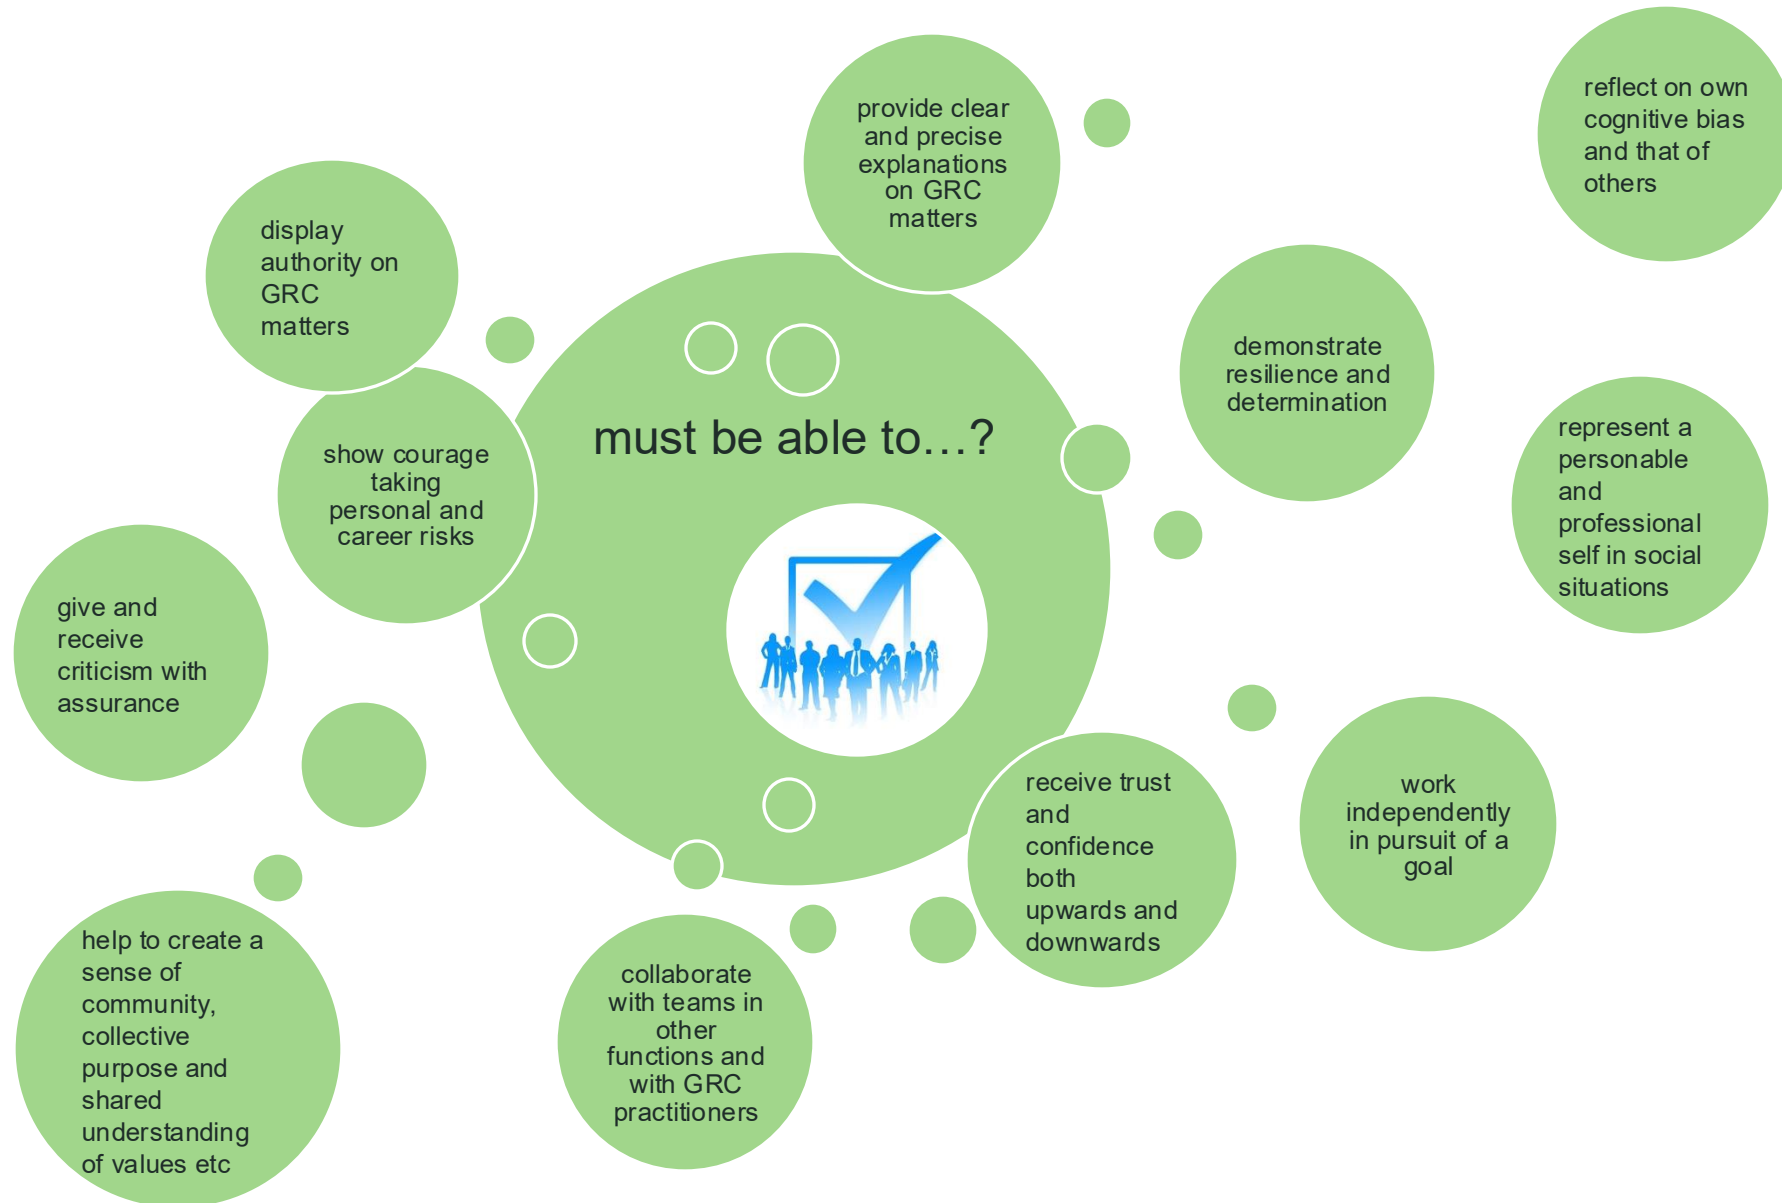 provide clear
and precise
explanations
on GRC
matters
reflect on own
cognitive bias
and that of
others
display
authority on
GRC
matters
demonstrate
resilience and
determination
must be able to…?
show courage
taking
personal and
career risks
represent a
personable
and
professional
self in social
situations
give and
receive
criticism with
assurance
receive trust
and
confidence
both
upwards and
downwards
work
independently
in pursuit of a
goal
help to create a
sense of
community,
collective
purpose and
shared
understanding
of values etc
collaborate
with teams in
other
functions and
with GRC
practitioners